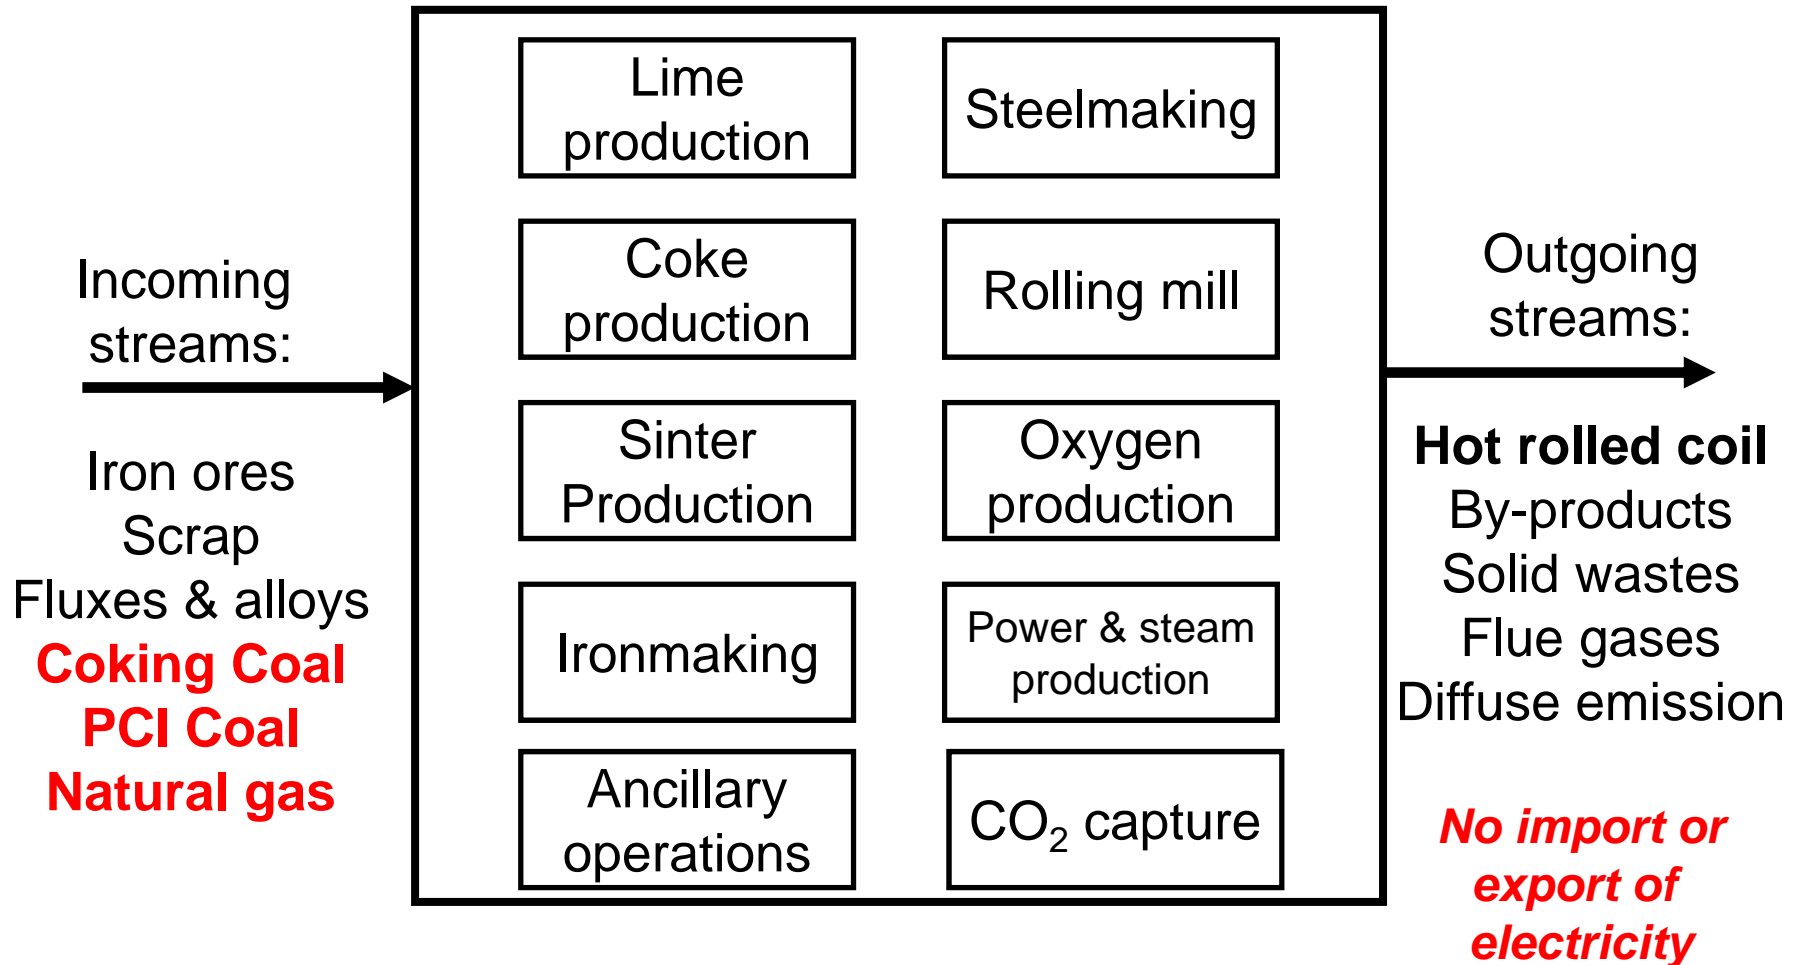 Incoming
streams:
Iron ores
Scrap
Fluxes & alloys
Coking Coal
PCI Coal
Natural gas
Lime
production
Coke
production
Sinter
Production
Ironmaking
Ancillary
operations
Steelmaking
Rolling mill
Oxygen
production
Power & steam
production
CO₂ capture
Outgoing
streams:
Hot rolled coil
By-products
Solid wastes
Flue gases
Diffuse emission
No import or
export of
electricity